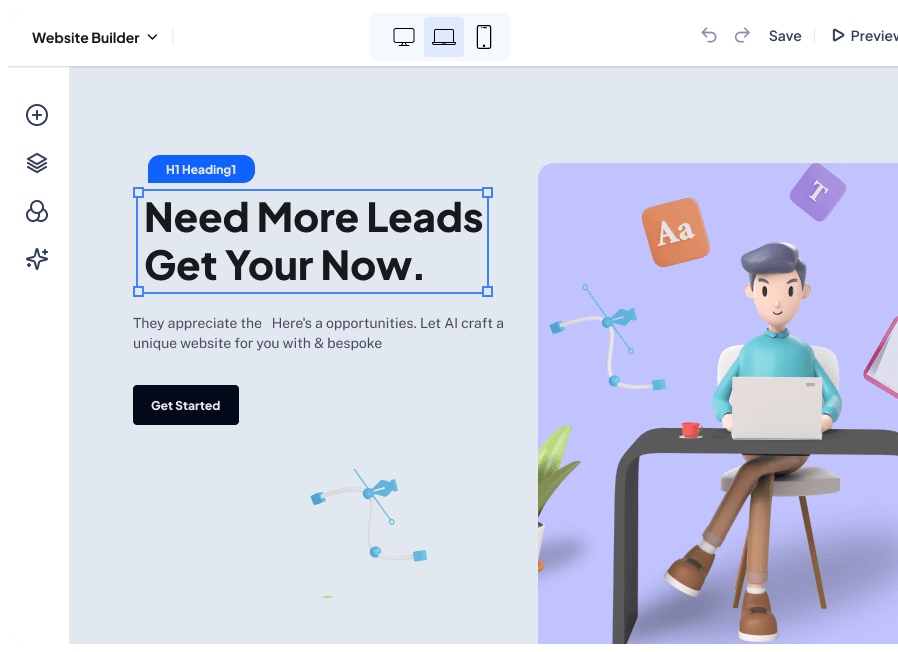 Website Builder
Save
Preview
H1 Heading1
Need More Leads
Get Your Now.
They appreciate the Here's a opportunities. Let AI craft a
unique website for you with & bespoke
Get Started
Aa
T